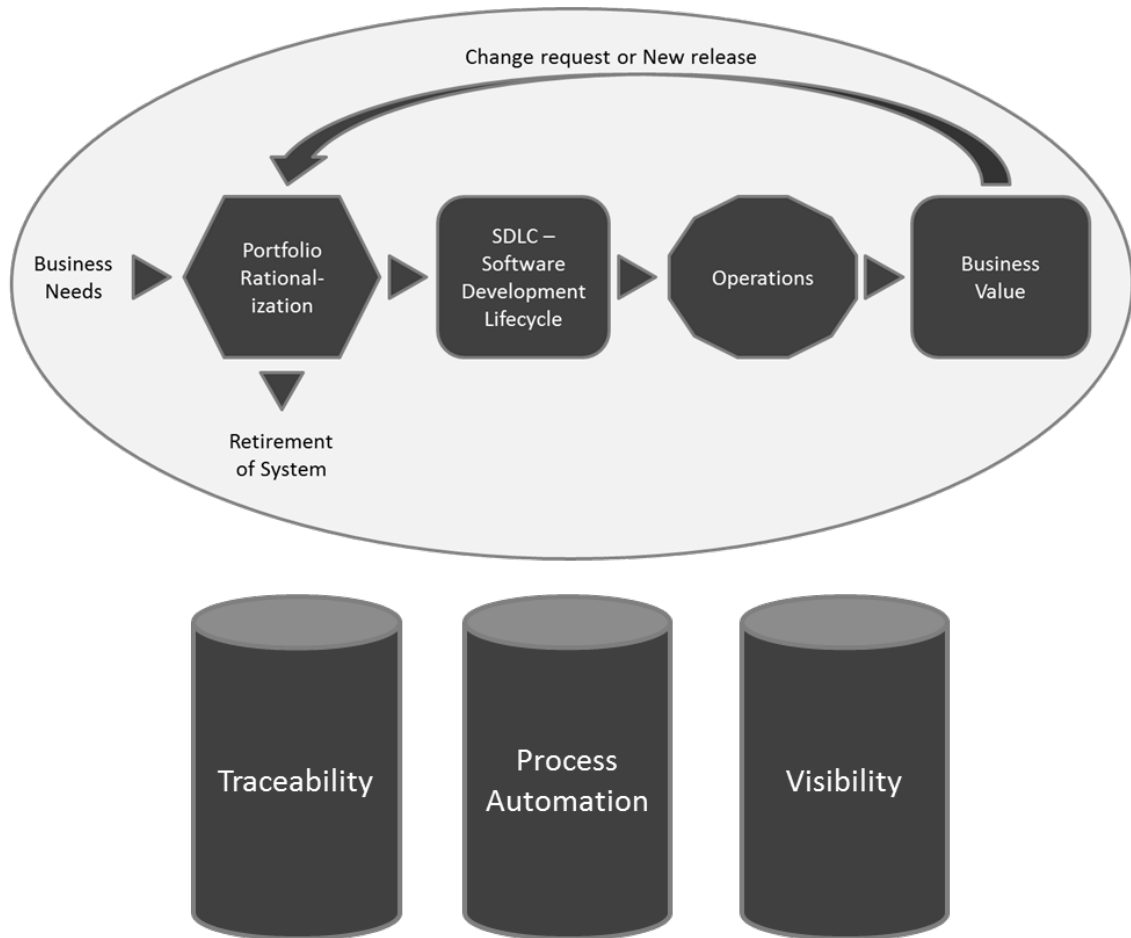 Change request or New release
Business
Needs
Portfolio
Rational-
ization
SDLC –
Software
Development
Lifecycle
Operations
Business
Value
Retirement
of System
Traceability
Process
Automation
Visibility